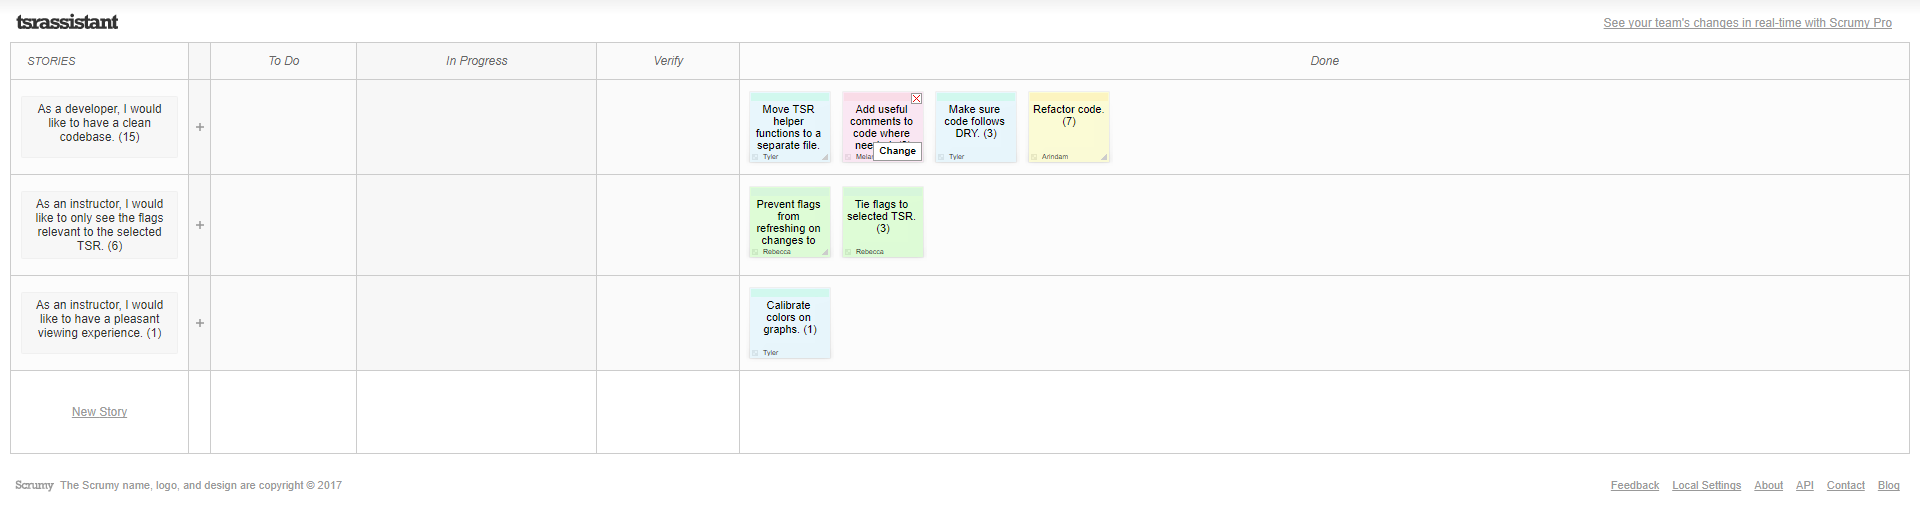 tsrassistant
See your team's changes in real-time with Scrumy Pro
STORIES
To Do
In Progress
Verify
Done
As a developer, I would
like to have a clean
codebase. (15)
+
Move TSR
helper
functions to a
separate file.
Tyler
Add useful
comments to
code where
Change
Make sure
code follows
DRY. (3)
Tyler
Refactor code.
(7)
Arindam
As an instructor, I would
like to only see the flags
relevant to the selected
TSR. (6)
+
Prevent flags
from
refreshing on
changes to
Rebecca
Tie flags to
selected TSR.
(3)
Rebecca
As an instructor, I would
like to have a pleasant
viewing experience. (1)
+
Calibrate
colors on
graphs. (1)
Tyler
New Story
Scrumy The Scrumy name, logo, and design are copyright © 2017
Feedback Local Settings About API Contact Blog